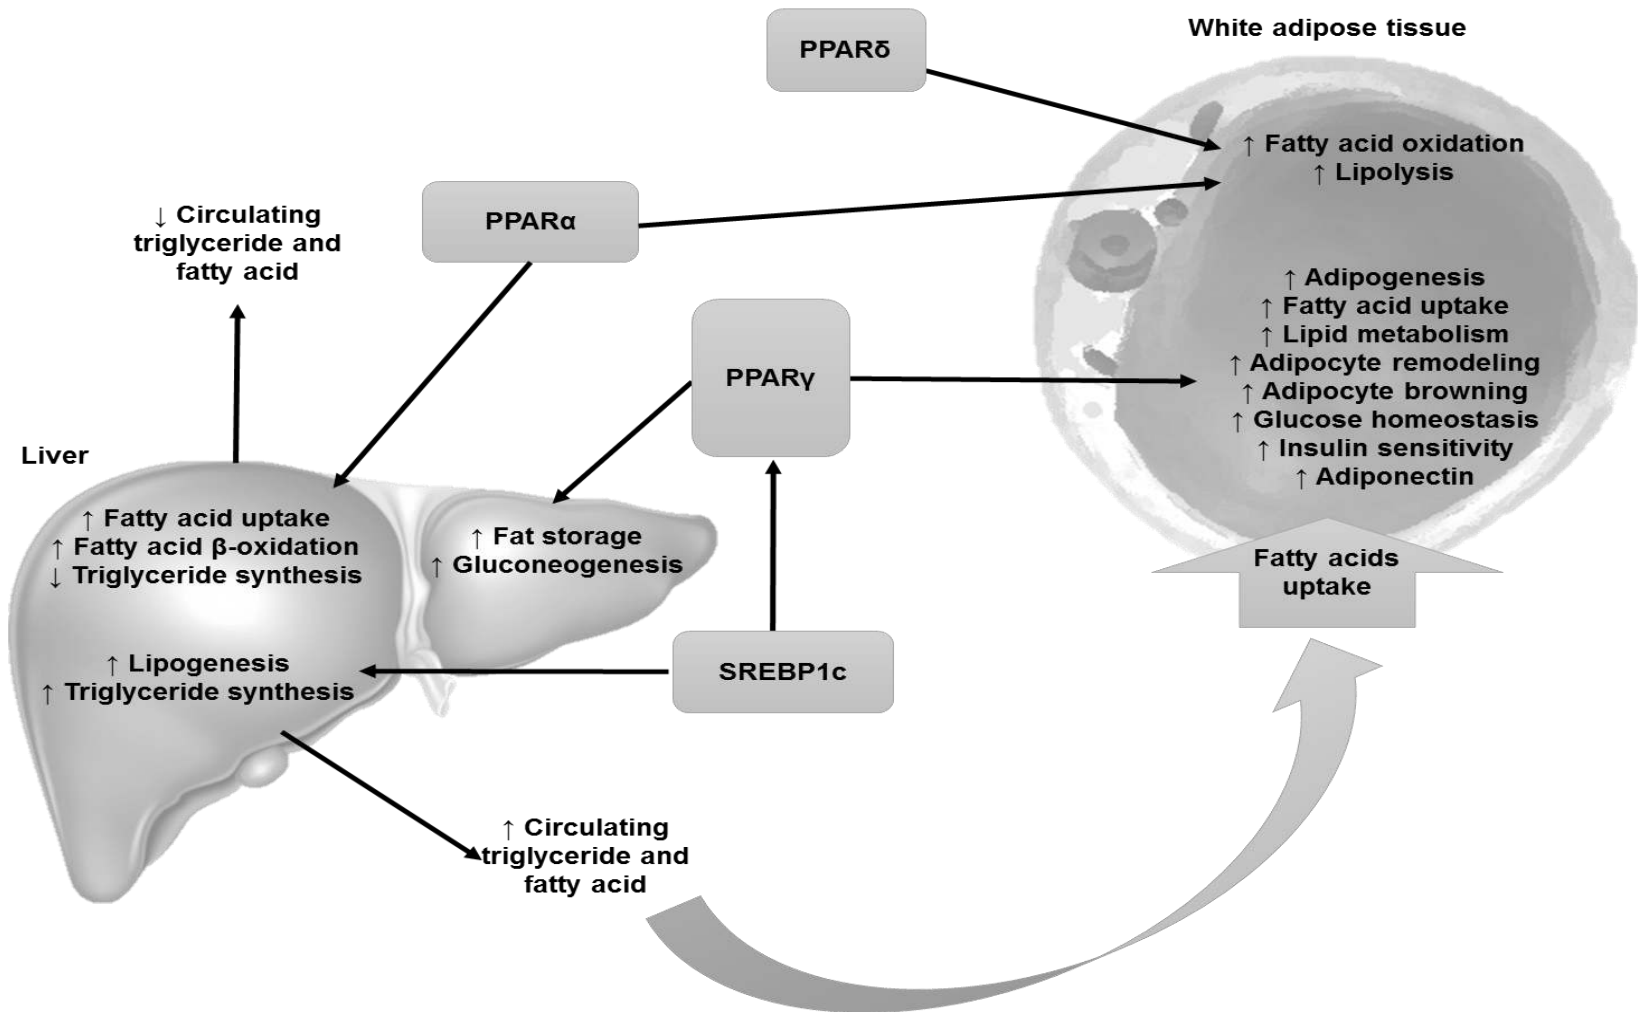 White adipose tissue
PPARδ
↑ Fatty acid oxidation
↑ Lipolysis
PPARα
↓ Circulating
triglyceride and
fatty acid
↑ Adipogenesis
↑ Fatty acid uptake
↑ Lipid metabolism
↑ Adipocyte remodeling
↑ Adipocyte browning
↑ Glucose homeostasis
↑ Insulin sensitivity
↑ Adiponectin
PPARγ
Liver
↑ Fatty acid uptake
↑ Fatty acid β-oxidation
↓ Triglyceride synthesis
↑ Fat storage
↑ Gluconeogenesis
Fatty acids
uptake
↑ Lipogenesis
↑ Triglyceride synthesis
SREBP1c
↑ Circulating
triglyceride and
fatty acid